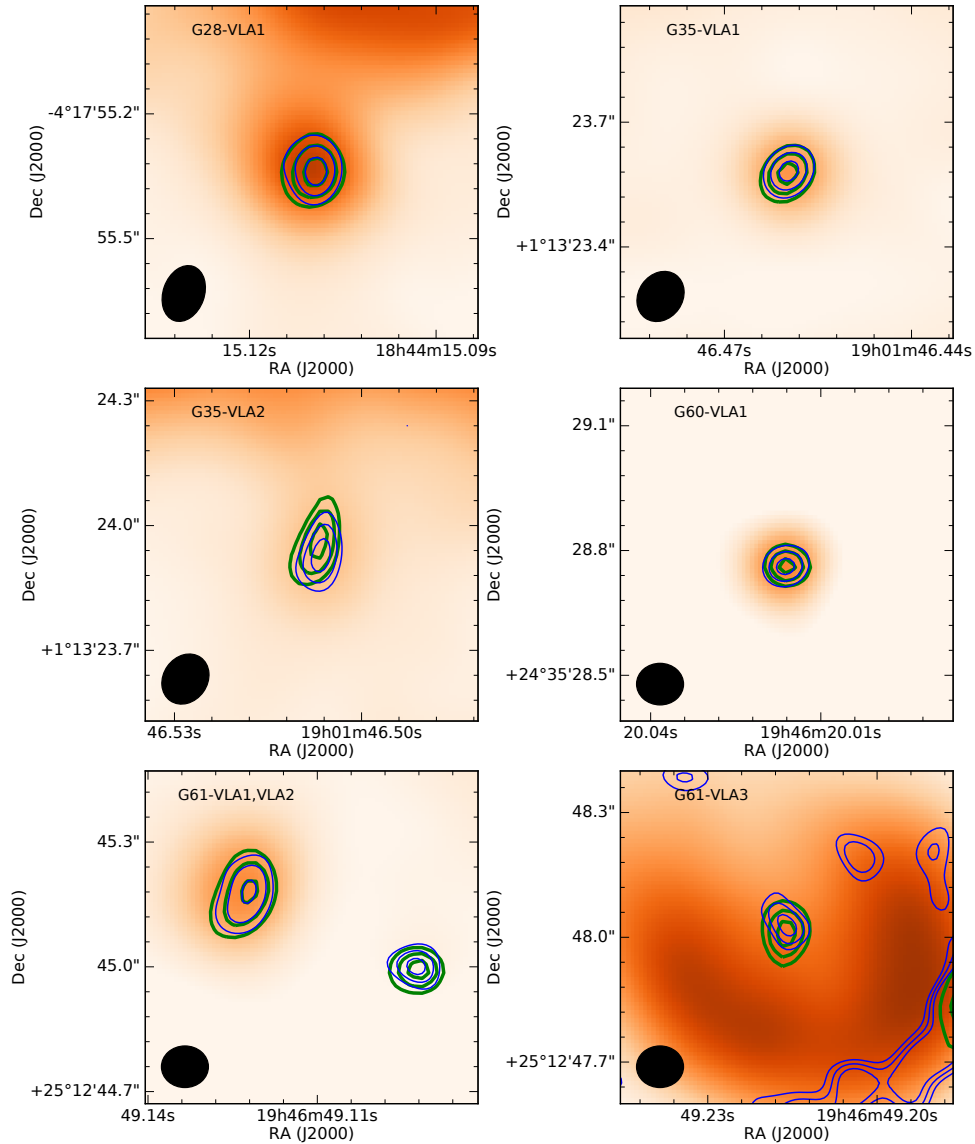 G28-VLA1
-4°17'55.2"
55.5"
Dec (J2000)
15.12s
18h44m15.09s
RA (J2000)
G35-VLA1
23.7"
+1°13'23.4"
Dec (J2000)
46.47s
19h01m46.44s
RA (J2000)
G35-VLA2
24.3"
24.0"
+1°13'23.7"
Dec (J2000)
46.53s
19h01m46.50s
RA (J2000)
G60-VLA1
29.1"
28.8"
+24°35'28.5"
Dec (J2000)
20.04s
19h46m20.01s
RA (J2000)
G61-VLA1,VLA2
45.3"
45.0"
+25°12'44.7"
Dec (J2000)
49.14s
19h46m49.11s
RA (J2000)
G61-VLA3
48.3"
48.0"
+25°12'47.7"
Dec (J2000)
49.23s
19h46m49.20s
RA (J2000)